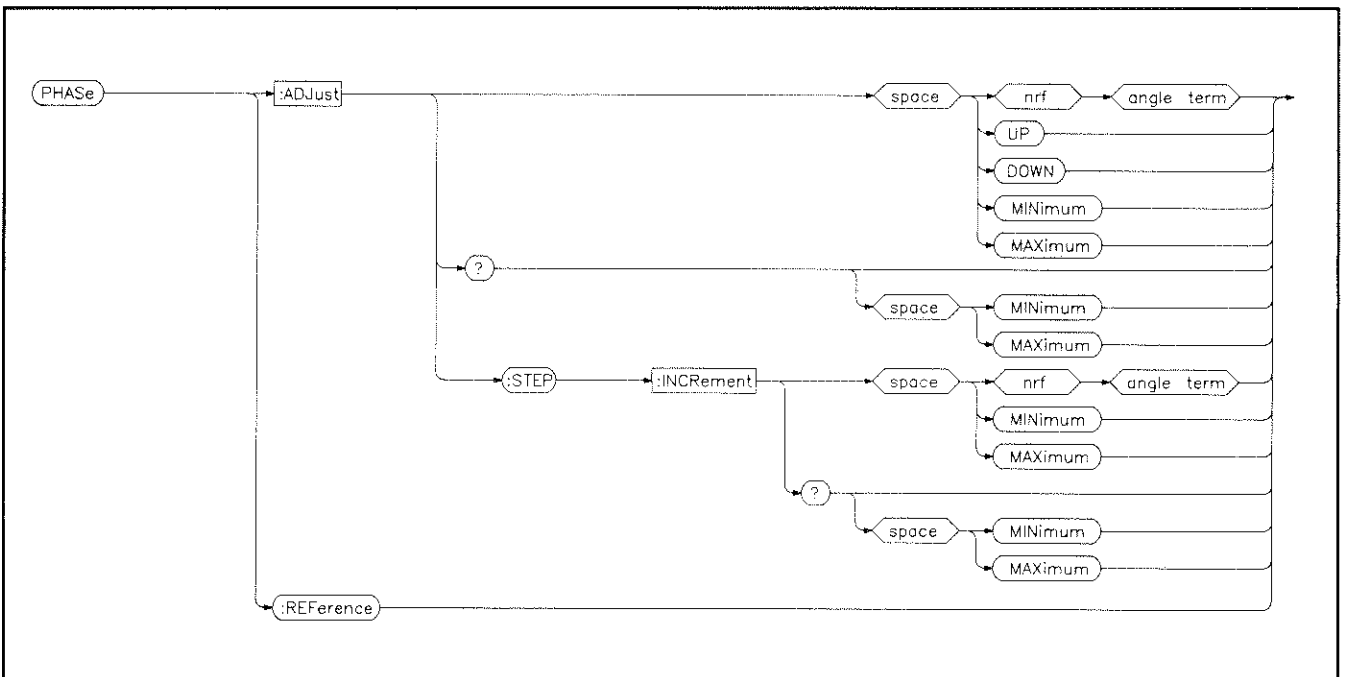 PHASe :ADJust space nrf angle term
UP
DOWN
MINimum
MAXimum
?
space MINimum
MAXimum
:STEP :INCRement space nrf angle term
MINimum
MAXimum
?
space MINimum
MAXimum
:REFerence